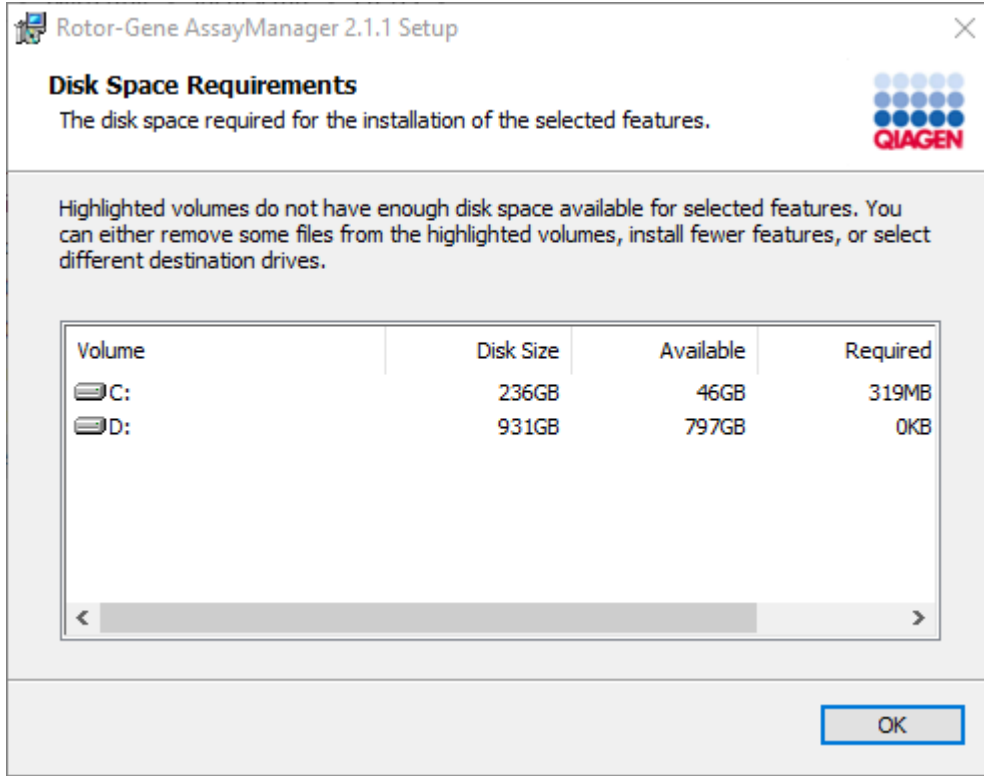 Rotor-Gene AssayManager 2.1.1 Setup
Disk Space Requirements
The disk space required for the installation of the selected features.
QIAGEN
Highlighted volumes do not have enough disk space available for selected features. You
can either remove some files from the highlighted volumes, install fewer features, or select
different destination drives.
Volume Disk Size Available Required
C: 236GB 46GB 319MB
D: 931GB 797GB 0KB
OK